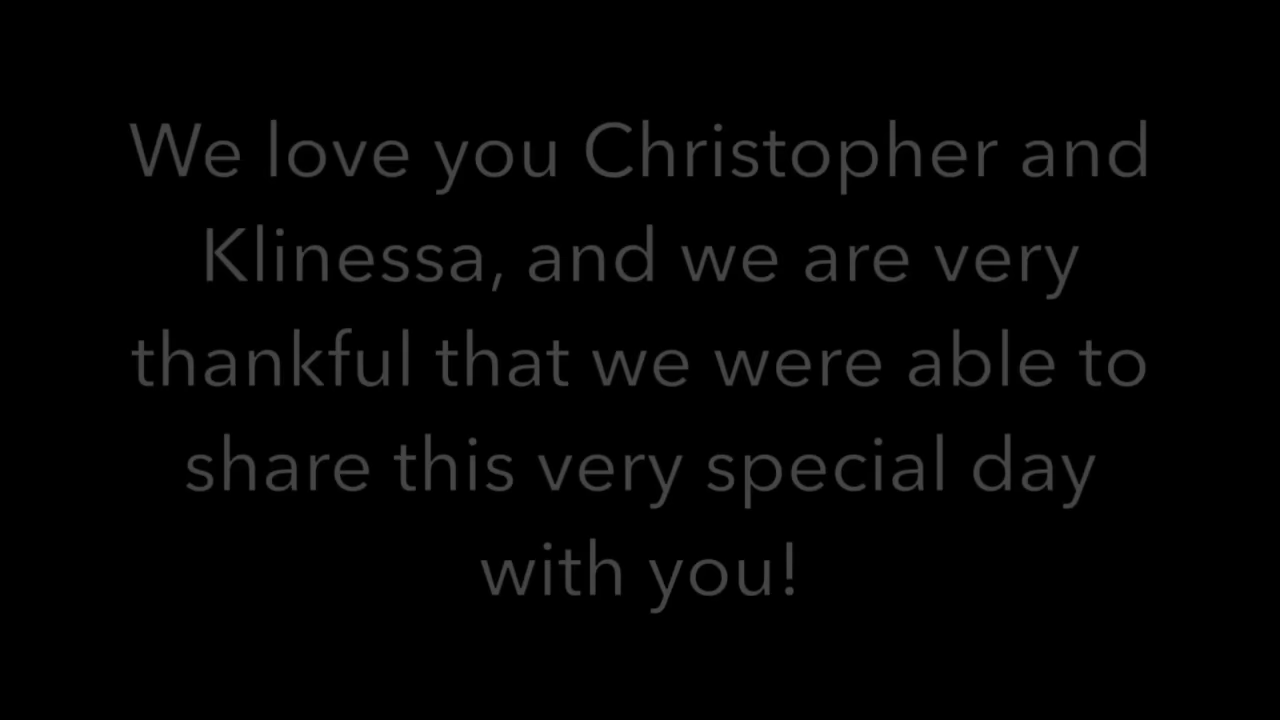 We love you Christopher and
Klinessa, and we are very
thankful that we were able to
share this very special day
with you!